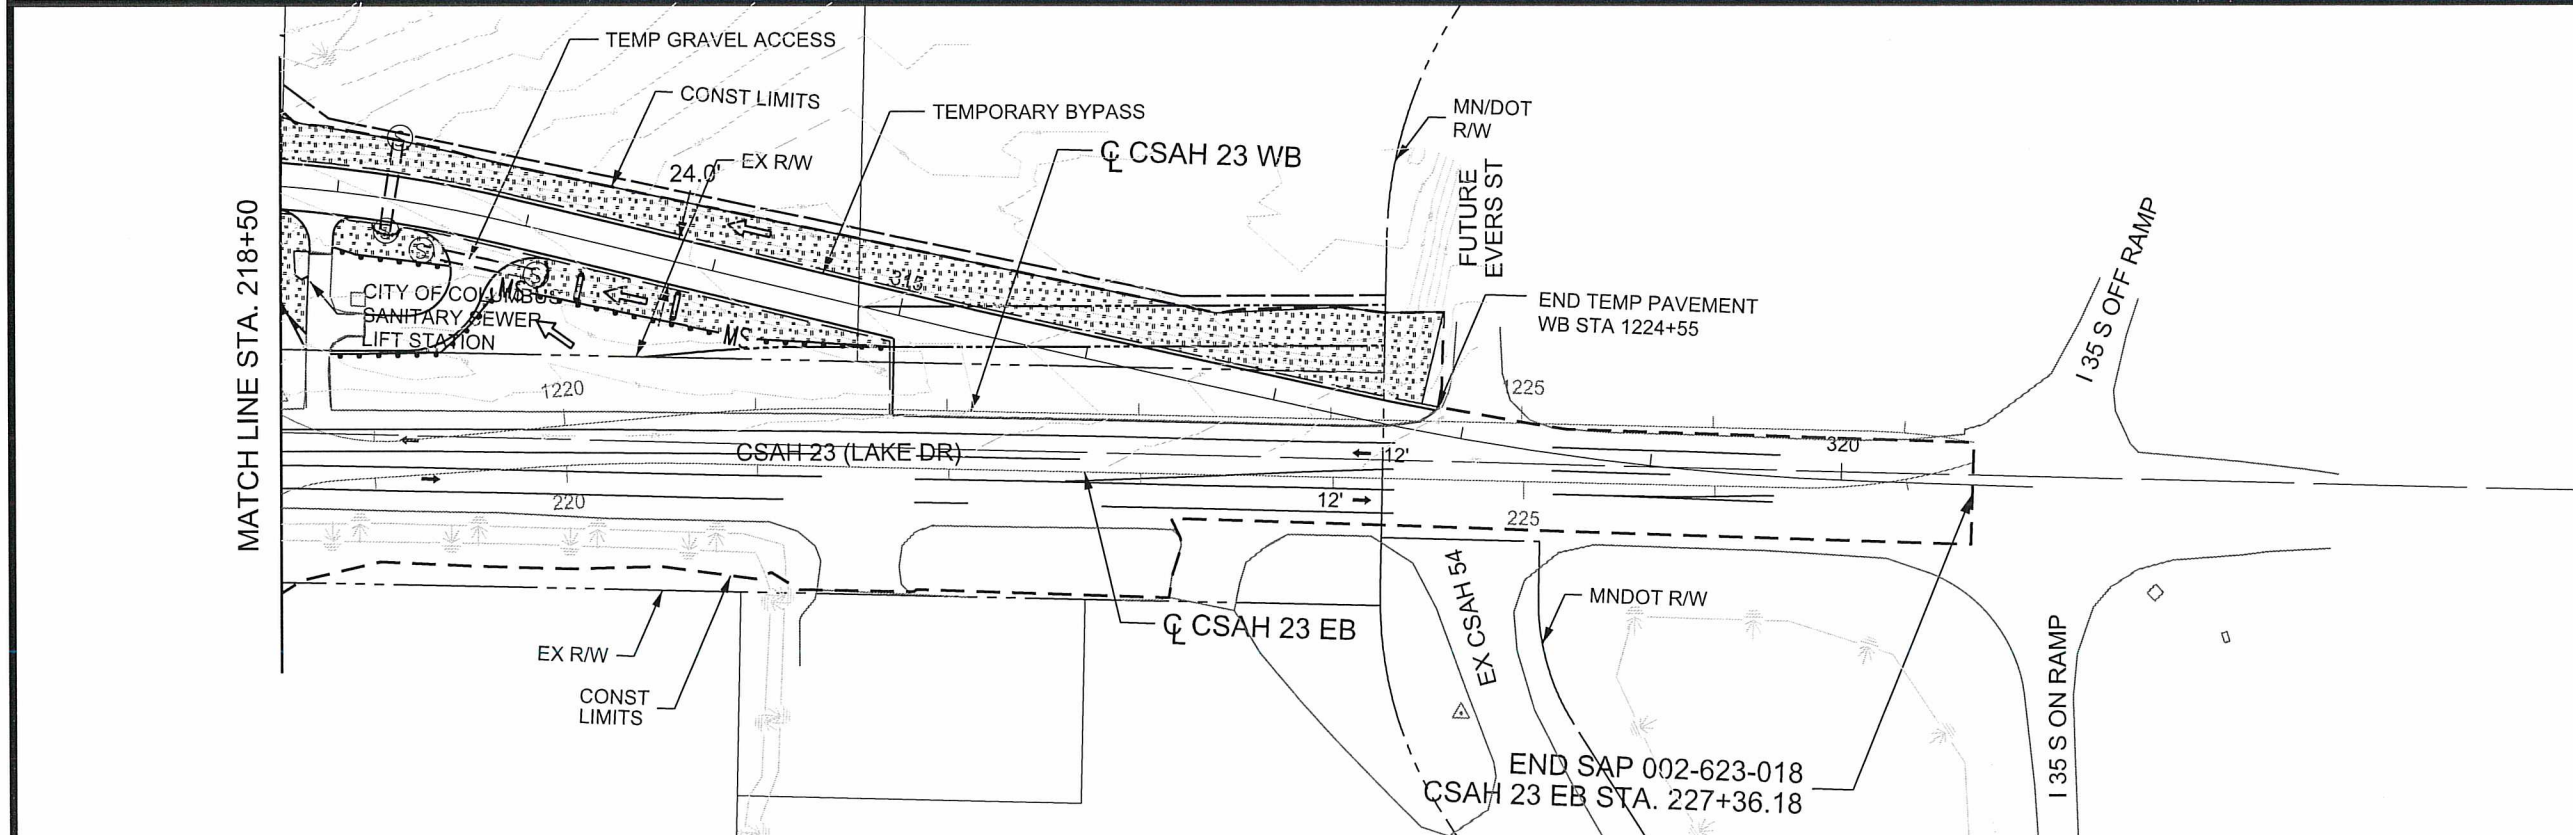 TEMP GRAVEL ACCESS
CONST LIMITS
TEMPORARY BYPASS
EX R/W
24.0'
℄ CSAH 23 WB
MN/DOT
R/W
FUTURE
EVERS ST
END TEMP PAVEMENT
WB STA 1224+55
I 35 S OFF RAMP
MATCH LINE STA. 218+50
S
S
S
S
315
MS
CITY OF COLUMBUS
SANITARY SEWER
LIFT STATION
MS
1220
1225
CSAH 23 (LAKE DR)
12'
320
220
12'
225
EX CSAH 54
MNDOT R/W
℄ CSAH 23 EB
EX R/W
CONST
LIMITS
END SAP 002-623-018
CSAH 23 EB STA. 227+36.18
I 35 S ON RAMP